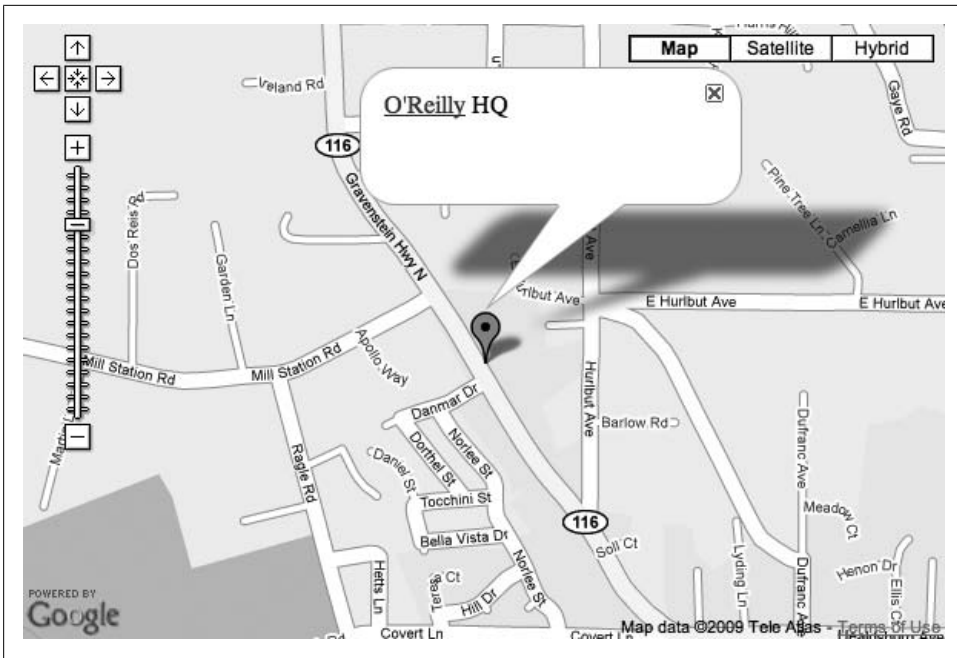 Map
Satellite
Hybrid
Ireland Rd
Gaye Rd
O'Reilly HQ
116
Gravenstein Hwy N
Pine Tree Ln
Camellia Ln
Dos Reis Rd
Garden Ln
Ave
E Hurlbut Ave
E Hurlbut Ave
Mill Station Rd
Mill Station Rd
Apollo Way
Hurlbut Ave
Danmar Dr
Barlow Rd
Dufranc Ave
Ragle Rd
Daniel St
Dorthel St
Norlee St
Tocchini St
Meadow Ct
116
Bella Vista Dr
Soll Ct
Norlee St
Lyding Ln
Dufranc Ave
Henon Dr
Ellis Ct
Hetts Ln
Hill Dr
POWERED BY
Google
Covert Ln
Covert Ln
Map data ©2009 Tele Atlas - Terms of Use